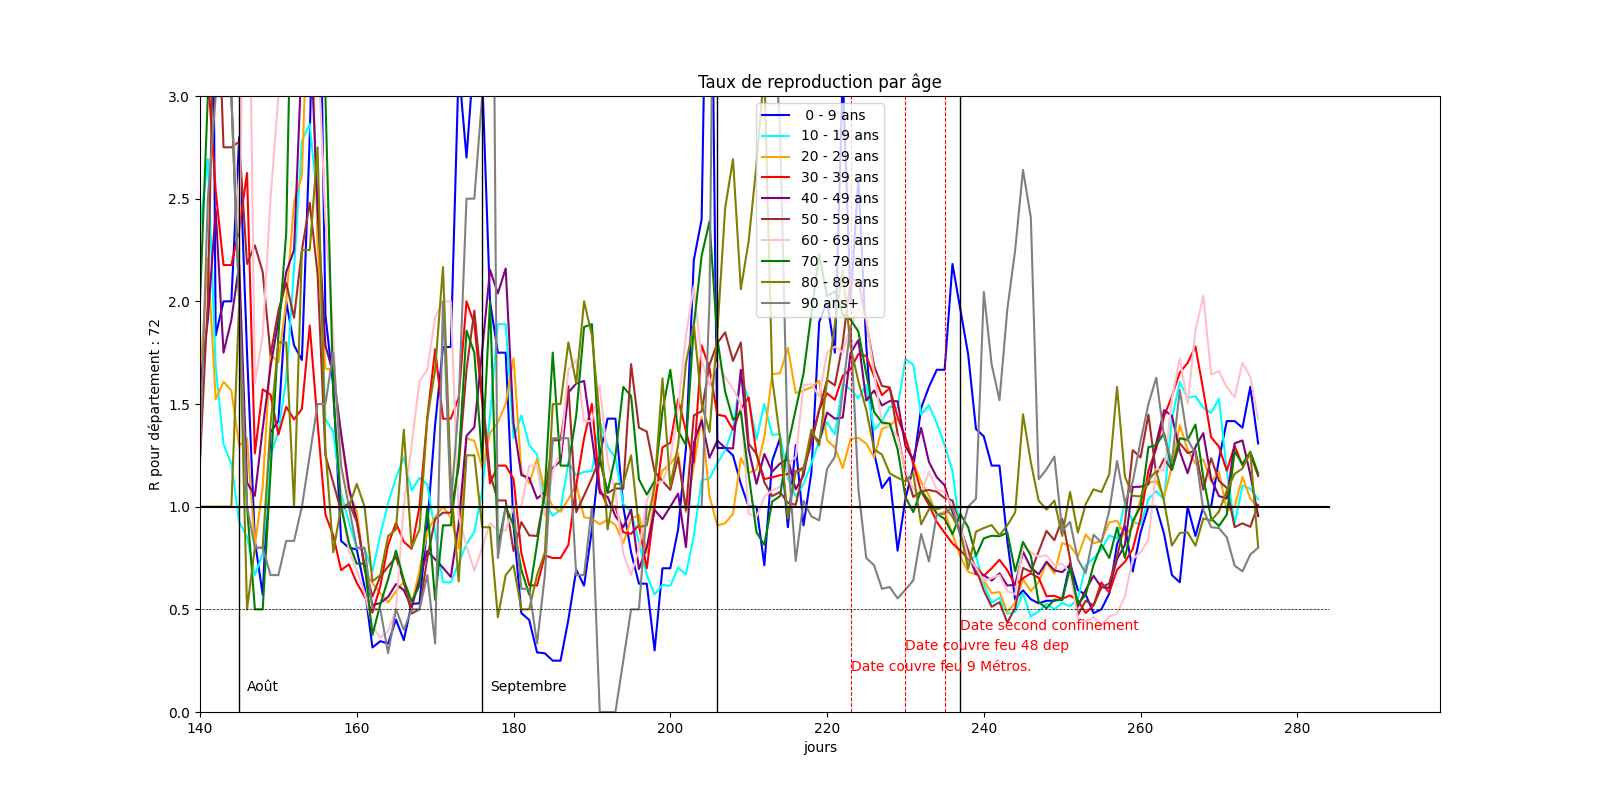 Taux de reproduction par âge
R pour département : 72
3.0
2.5
2.0
1.5
1.0
0.5
0.0
0 - 9 ans
10 - 19 ans
20 - 29 ans
30 - 39 ans
40 - 49 ans
50 - 59 ans
60 - 69 ans
70 - 79 ans
80 - 89 ans
90 ans+
Date second confinement
Date couvre feu 48 dep
Date couvre feu 9 Métros.
Août
Septembre
140 160 180 200 220 240 260 280
jours